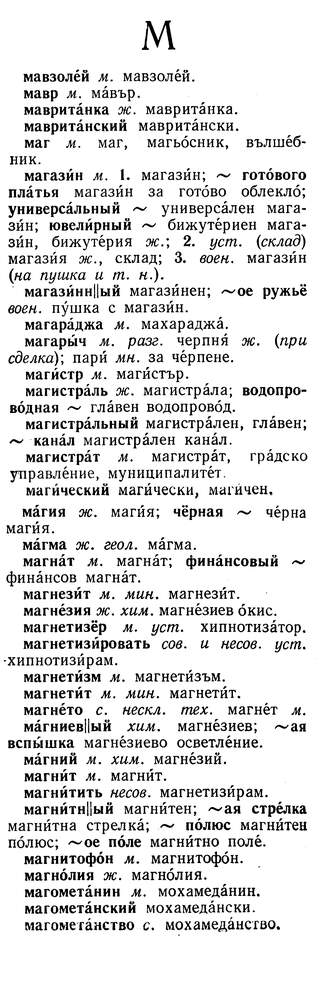 М
мавзоле́й м. мавзоле́й.
мавр м. ма́вър.
маврита́нка ж. маврита́нка.
маврита́нский маврита́нски.
маг м. маг, магьо́сник, вълше́б-
ник.
магази́н м. 1. магази́н; ~ гото́вого
пла́тья магази́н за гото́во облекло́;
универса́льный ~ универса́лен мага-
зи́н; ювели́рный ~ бижуте́риен мага-
зи́н, бижуте́рия ж.; 2. уст. (склад)
магази́я ж., склад; 3. воен. магази́н
(на пушка и т. н.).
магази́нн||ый магази́нен; ~ое ружьё
воен. пу́шка с магази́н.
магара́джа м. махараджа́.
магары́ч м. разг. черпня́ ж. (при
сделка); пари́ мн. за че́рпене.
маги́стр м. маги́стър.
магистра́ль ж. магистра́ла; водопро-
во́дная ~ гла́вен водопрово́д.
магистра́льный магистра́лен, гла́вен;
~ кана́л магистра́лен кана́л.
магистра́т м. магистра́т, гра́дско
управле́ние, муниципалите́т.
маги́ческий маги́чески, маги́чен.
ма́гия ж. маги́я; чёрная ~ че́рна
маги́я.
ма́гма ж. геол. ма́гма.
магна́т м. магна́т; фина́нсовый ~
фина́нсов магна́т.
магнези́т м. мин. магнези́т.
магне́зия ж. хим. магне́зиев о́кис.
магнетизёр м. уст. хипнотиза́тор.
магнетизи́ровать сов. и несов. уст.
хипнотизи́рам.
магнети́зм м. магнети́зъм.
магнети́т м. мин. магнети́т.
магне́то с. нескл. тех. магне́т м.
ма́гниев||ый хим. магне́зиев; ~ая
вспы́шка магне́зиево осветле́ние.
ма́гний м. хим. магне́зий.
магни́т м. магни́т.
магни́тить несов. магнетизи́рам.
магни́тн||ый магни́тен; ~ая стре́лка
магни́тна стрелка́; ~ по́люс магни́тен
по́люс; ~ое по́ле магни́тно поле́.
магнитофо́н м. магнитофо́н.
магно́лия ж. магно́лия.
магомета́нин м. мохамеда́нин.
магомета́нский мохамеда́нски.
магомета́нство с. мохамеда́нство.